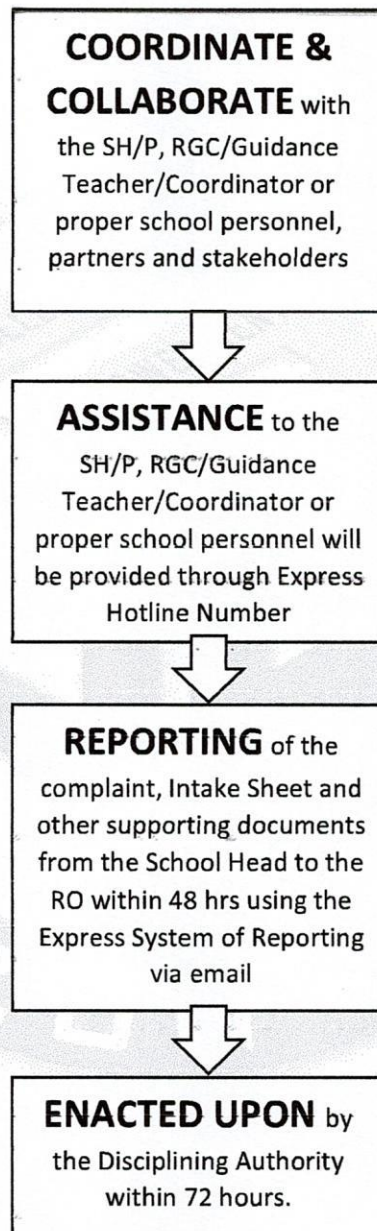 COORDINATE &
COLLABORATE with
the SH/P, RGC/Guidance
Teacher/Coordinator or
proper school personnel,
partners and stakeholders
ASSISTANCE to the
SH/P, RGC/Guidance
Teacher/Coordinator or
proper school personnel will
be provided through Express
Hotline Number
REPORTING of the
complaint, Intake Sheet and
other supporting documents
from the School Head to the
RO within 48 hrs using the
Express System of Reporting
via email
ENACTED UPON by
the Disciplining Authority
within 72 hours.